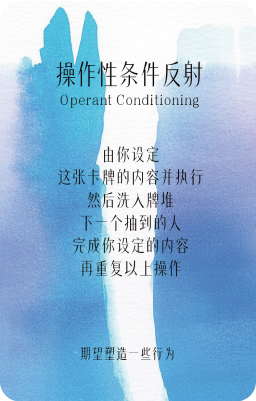 操作性条件反射
Operant Conditioning
由你设定
这张卡牌的内容并执行
然后洗入牌堆
下一个抽到的人
完成你设定的内容
再重复以上操作
期望塑造一些行为